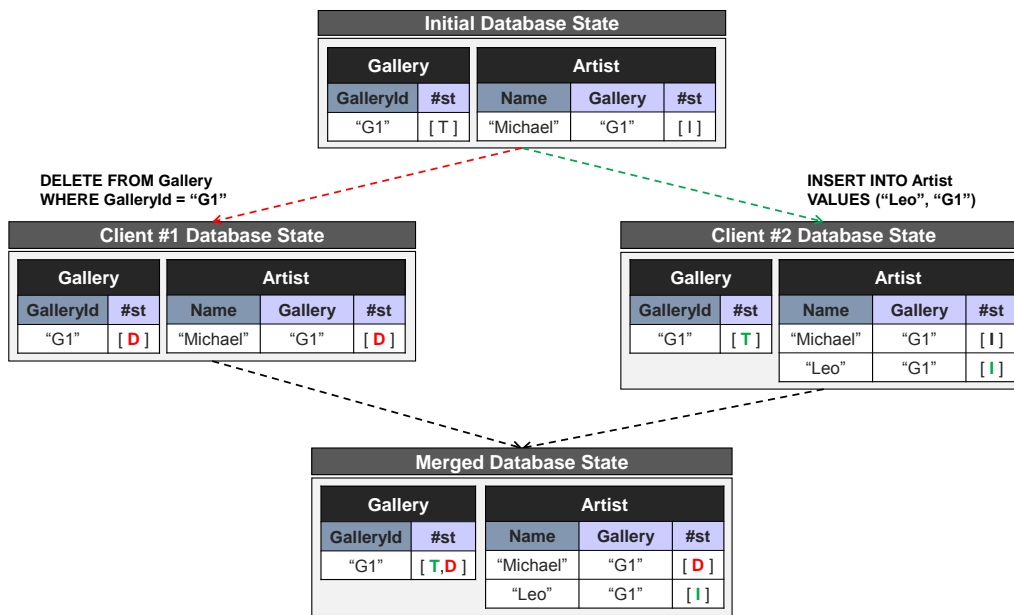 Initial Database State
Gallery Artist
GalleryId #st Name Gallery #st
“G1” [ T ] “Michael” “G1” [ I ]
DELETE FROM Gallery
WHERE GalleryId = “G1”
INSERT INTO Artist
VALUES (“Leo”, “G1”)
Client #1 Database State
Gallery Artist
GalleryId #st Name Gallery #st
“G1” [ D ] “Michael” “G1” [ D ]
Client #2 Database State
Gallery Artist
GalleryId #st Name Gallery #st
“G1” [ T ] “Michael” “G1” [ I ]
“Leo” “G1” [ I ]
Merged Database State
Gallery Artist
GalleryId #st Name Gallery #st
“G1” [ T,D ] “Michael” “G1” [ D ]
“Leo” “G1” [ I ]